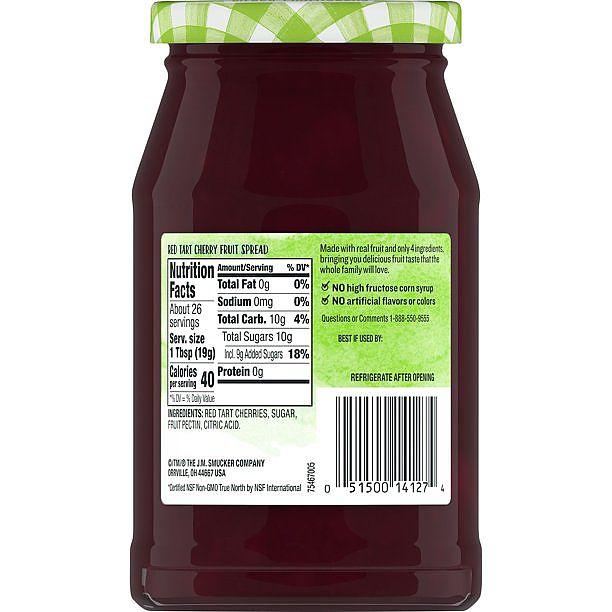 RED TART CHERRY FRUIT SPREAD
Nutrition
Facts
About 26
servings
Serv. size
1 Tbsp (19g)
Calories
per serving 40
Amount/Serving % DV*
Total Fat 0g 0%
Sodium 0mg 0%
Total Carb. 10g 4%
Total Sugars 10g
Incl. 9g Added Sugars 18%
Protein 0g
*% DV = % Daily Value
INGREDIENTS: RED TART CHERRIES, SUGAR,
FRUIT PECTIN, CITRIC ACID.
©/TM/® THE J.M. SMUCKER COMPANY
ORRVILLE, OH 44667 USA
*Certified NSF Non-GMO True North by NSF International
Made with real fruit and only 4 ingredients,
bringing you delicious fruit taste that the
whole family will love.
NO high fructose corn syrup
NO artificial flavors or colors
Questions or Comments 1-888-550-9555
BEST IF USED BY:
REFRIGERATE AFTER OPENING
75467005
0 51500 14127 4